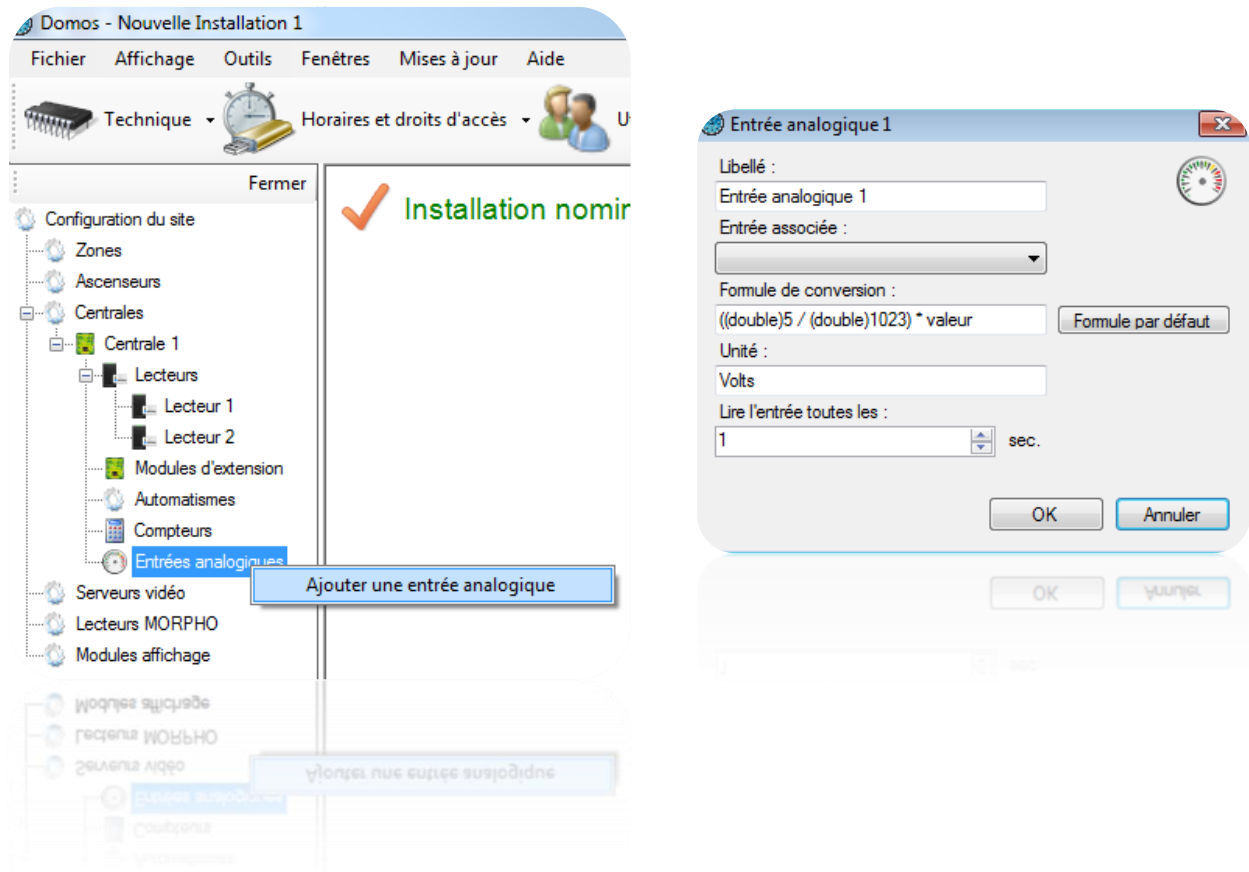 Domos - Nouvelle Installation 1
Fichier Affichage Outils Fenêtres Mises à jour Aide
Technique Horaires et droits d'accès
Fermer
Configuration du site
Zones
Ascenseurs
Centrales
Centrale 1
Lecteurs
Lecteur 1
Lecteur 2
Modules d'extension
Automatismes
Compteurs
Entrées analogiques
Ajouter une entrée analogique
Serveurs vidéo
Lecteurs MORPHO
Modules affichage
Installation nomin
Entrée analogique 1
Libellé :
Entrée analogique 1
Entrée associée :
Formule de conversion :
((double)5 / (double)1023) * valeur Formule par défaut
Unité :
Volts
Lire l'entrée toutes les :
1 sec.
OK Annuler